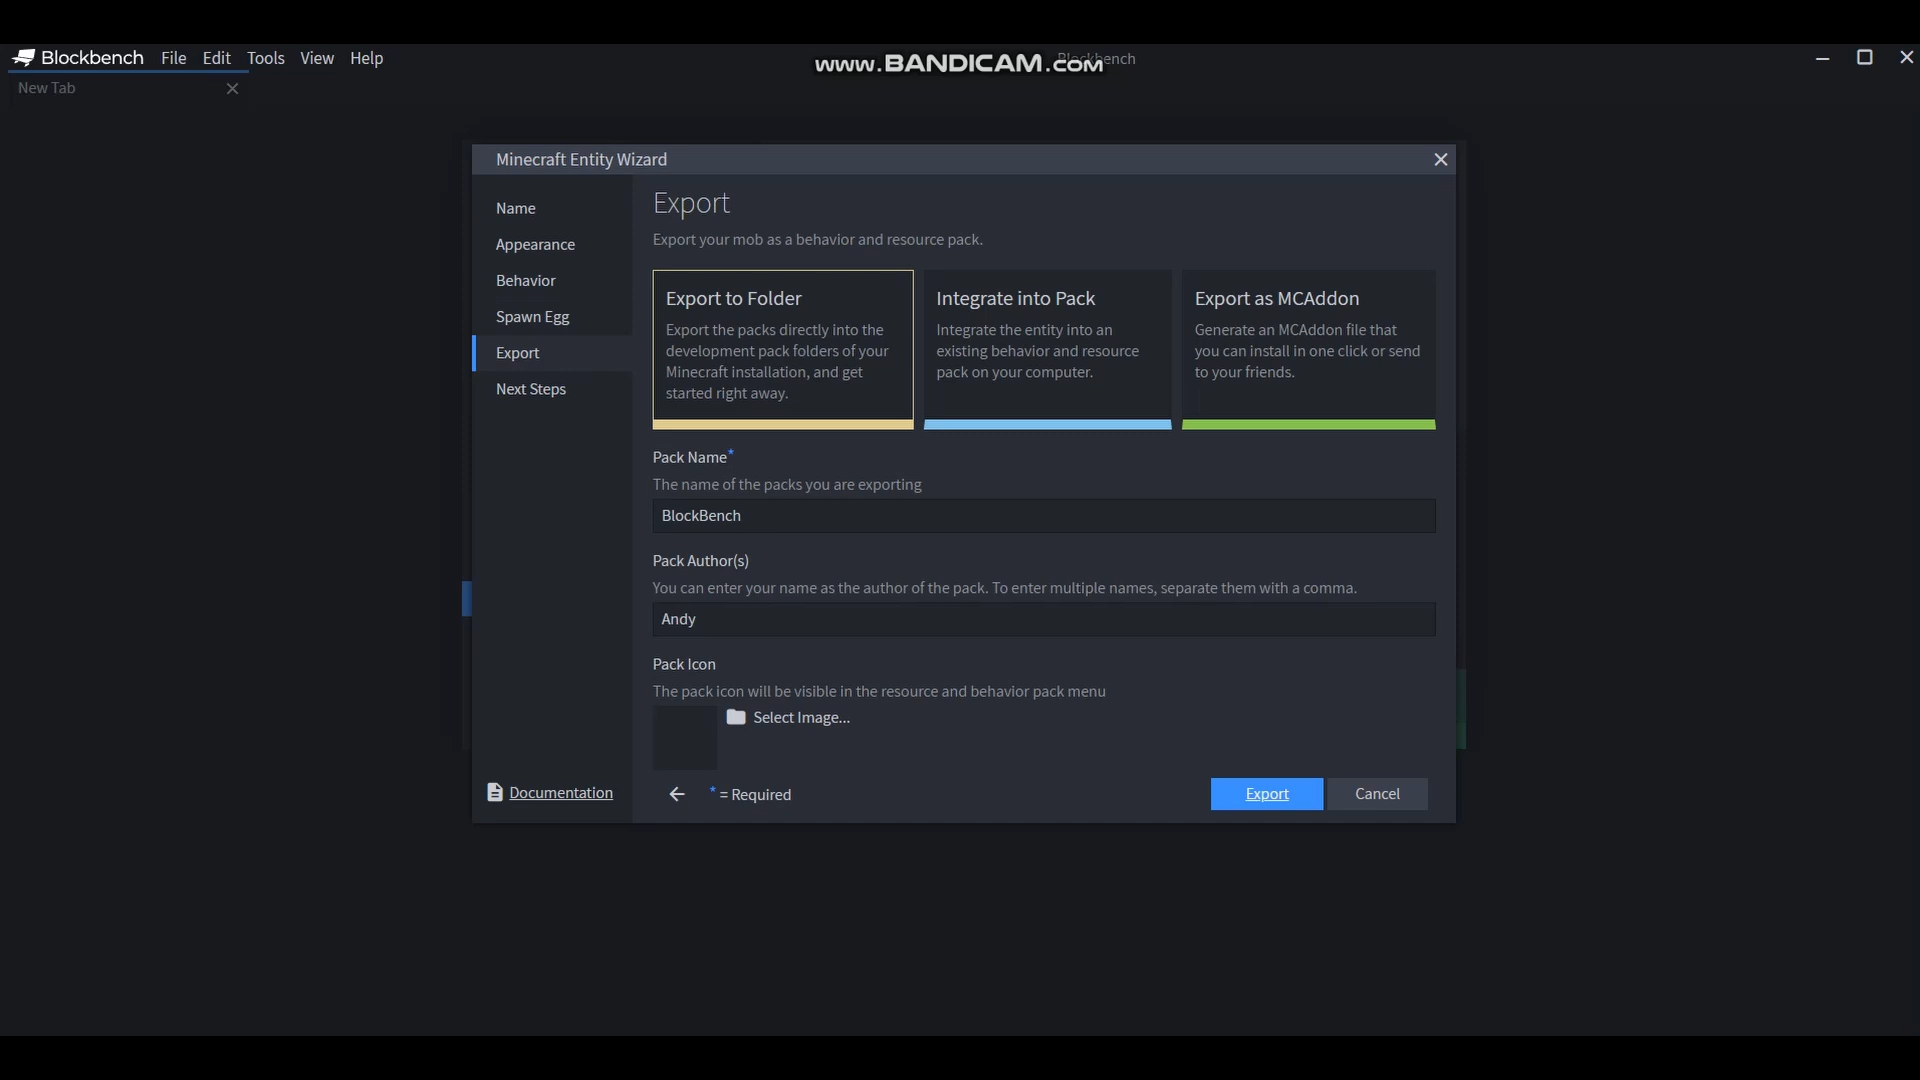 Blockbench File Edit Tools View Help
www.BANDICAM.COM
Blockbench
New Tab
Minecraft Entity Wizard
Name
Appearance
Behavior
Spawn Egg
Export
Next Steps
Documentation
Export
Export your mob as a behavior and resource pack.
Export to Folder
Export the packs directly into the
development pack folders of your
Minecraft installation, and get
started right away.
Integrate into Pack
Integrate the entity into an
existing behavior and resource
pack on your computer.
Export as MCAddon
Generate an MCAddon file that
you can install in one click or send
to your friends.
Pack Name*
The name of the packs you are exporting
BlockBench
Pack Author(s)
You can enter your name as the author of the pack. To enter multiple names, separate them with a comma.
Andy
Pack Icon
The pack icon will be visible in the resource and behavior pack menu
Select Image...
* = Required
Export
Cancel